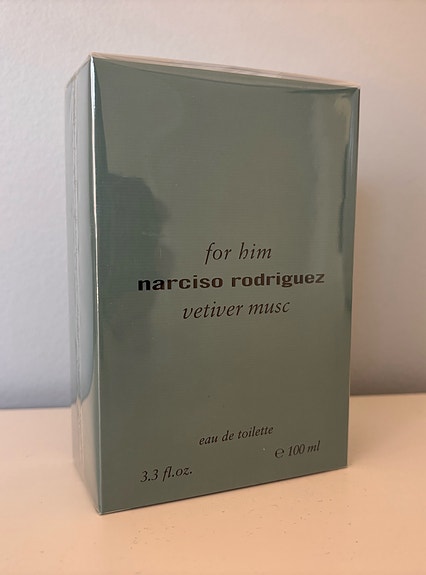 for him
narciso rodriguez
vetiver musc
eau de toilette
3.3 fl.oz.
℮ 100 ml